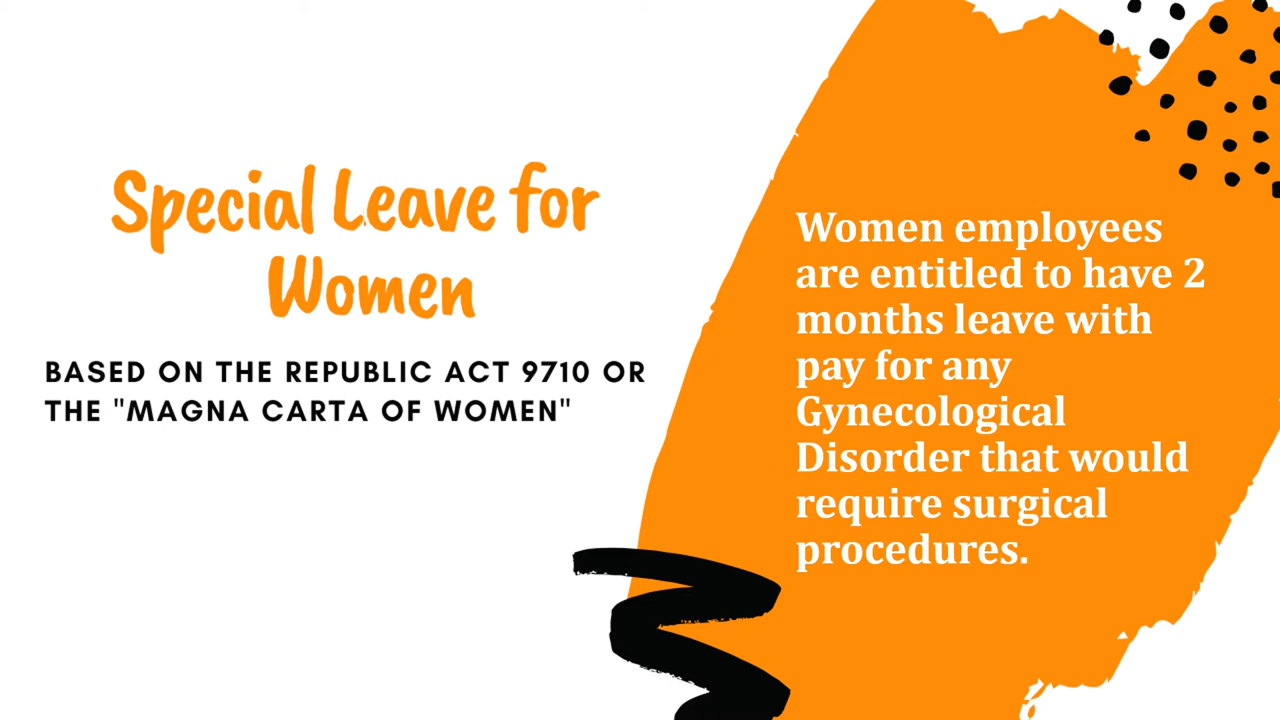 Special Leave for
Women
BASED ON THE REPUBLIC ACT 9710 OR
THE "MAGNA CARTA OF WOMEN"
Women employees
are entitled to have 2
months leave with
pay for any
Gynecological
Disorder that would
require surgical
procedures.